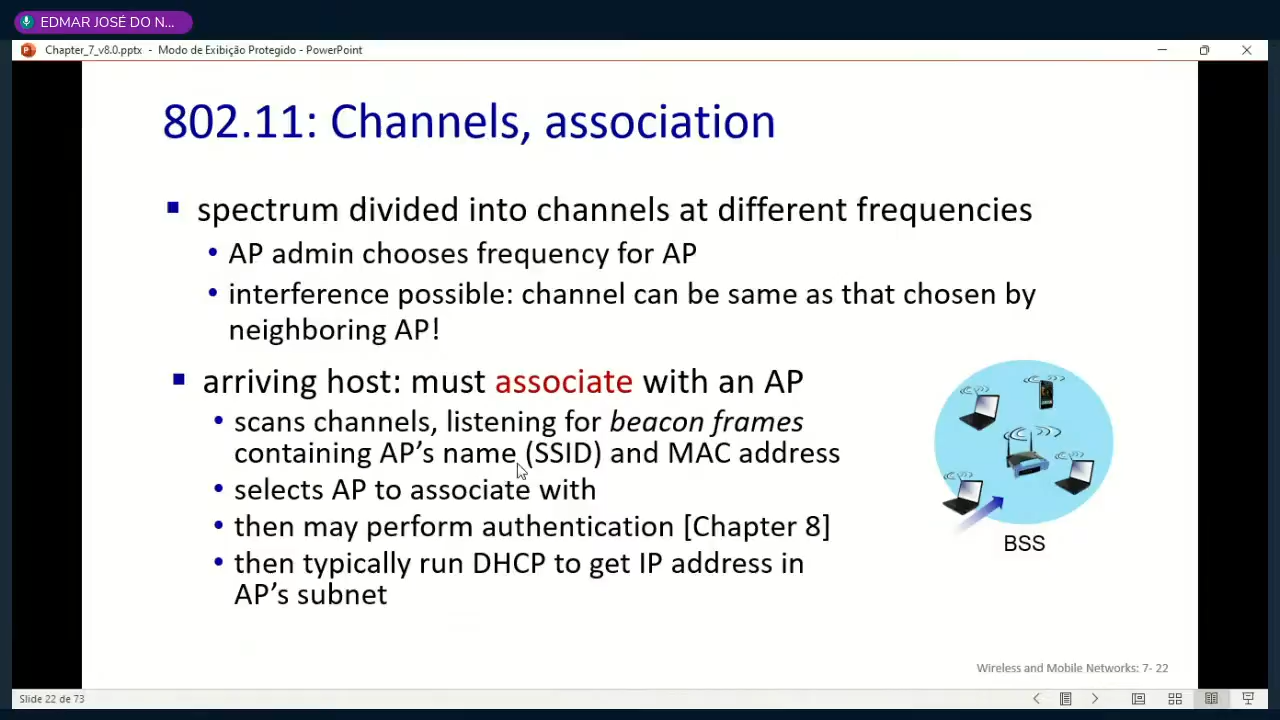 EDMAR JOSÉ DO N...
Chapter_7_v8.0.pptx - Modo de Exibição Protegido - PowerPoint
802.11: Channels, association
▪ spectrum divided into channels at different frequencies
• AP admin chooses frequency for AP
• interference possible: channel can be same as that chosen by
neighboring AP!
▪ arriving host: must associate with an AP
• scans channels, listening for beacon frames
containing AP’s name (SSID) and MAC address
• selects AP to associate with
• then may perform authentication [Chapter 8]
• then typically run DHCP to get IP address in
AP’s subnet
BSS
Wireless and Mobile Networks: 7- 22
Slide 22 de 73